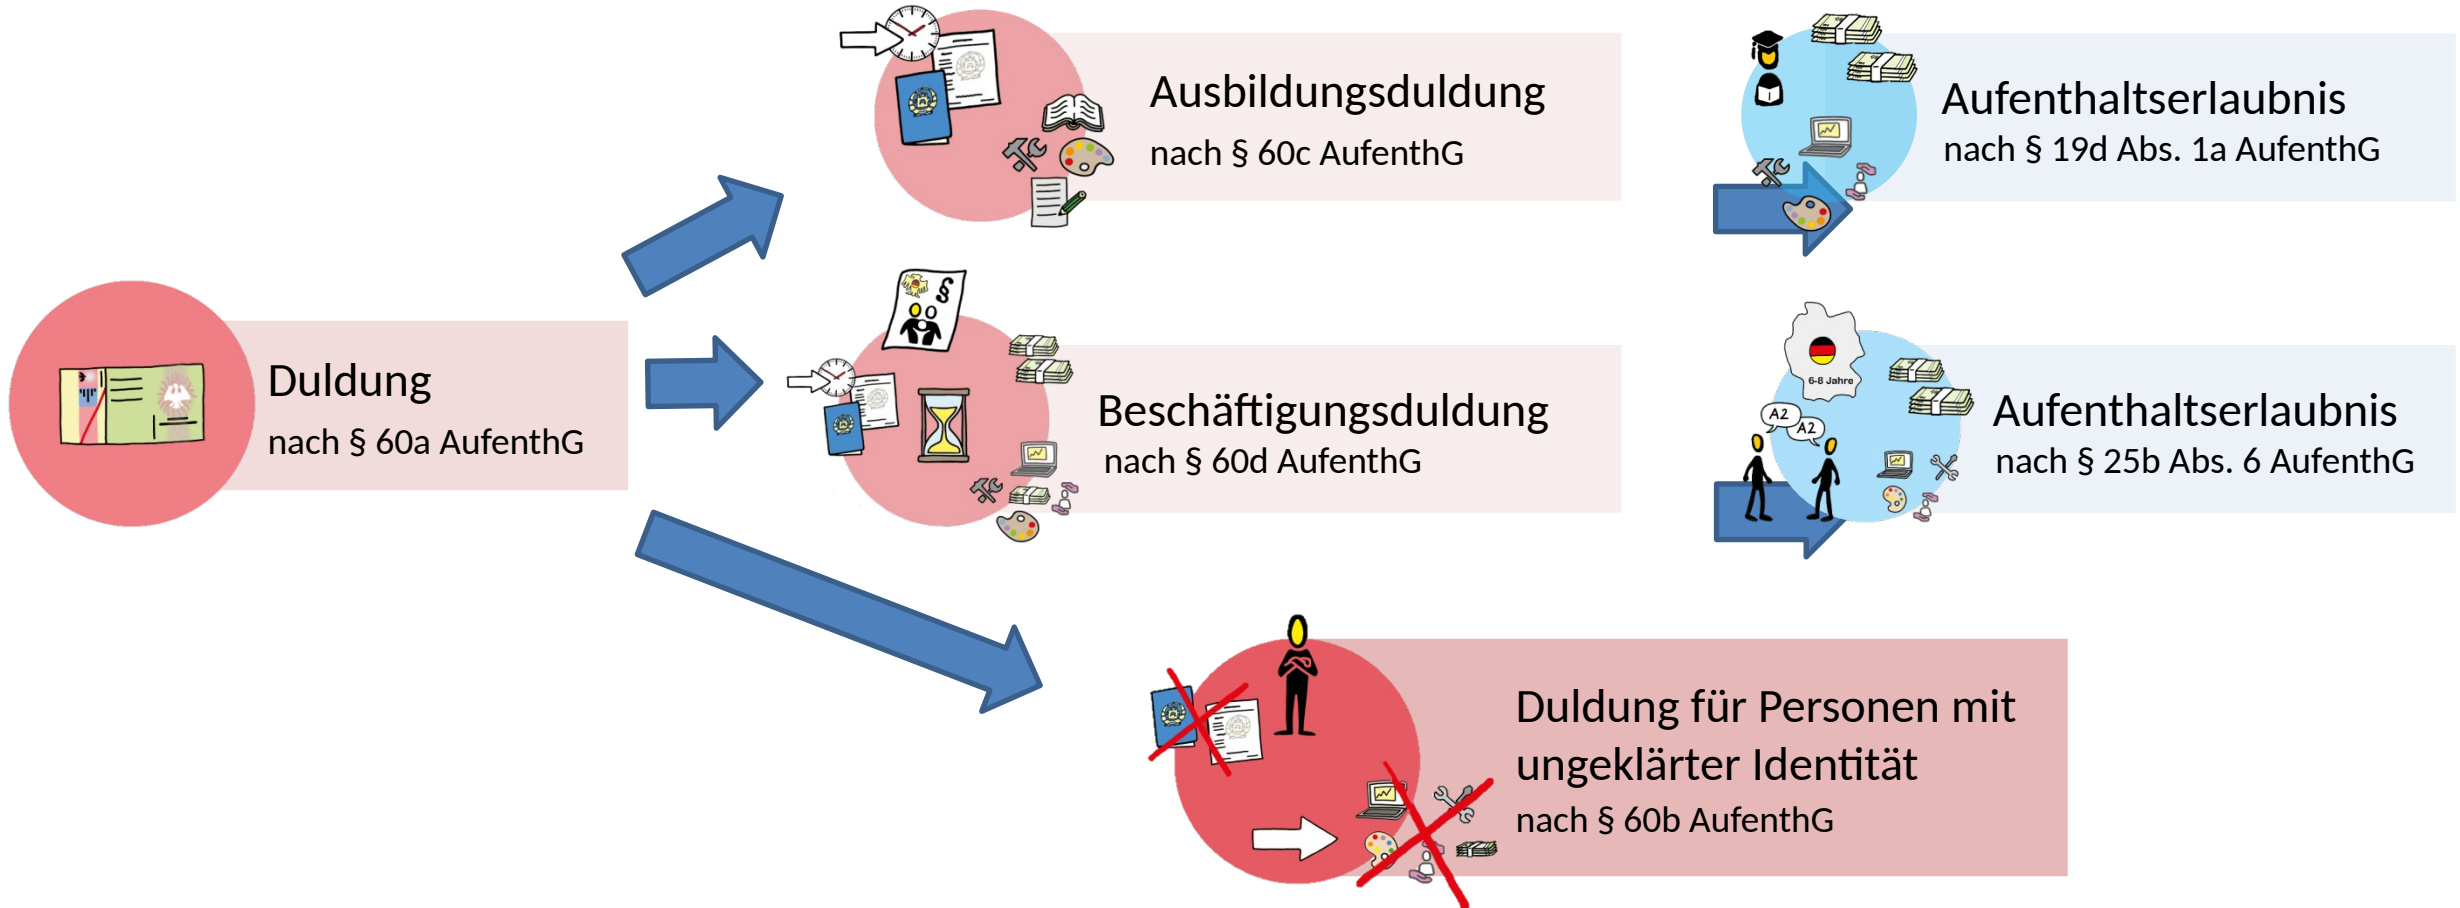 Ausbildungsduldung
nach § 60c AufenthG
Aufenthaltserlaubnis
nach § 19d Abs. 1a AufenthG
Duldung
nach § 60a AufenthG
§
Beschäftigungsduldung
nach § 60d AufenthG
6-8 Jahre
A2
A2
Aufenthaltserlaubnis
nach § 25b Abs. 6 AufenthG
Duldung für Personen mit
ungeklärter Identität
nach § 60b AufenthG